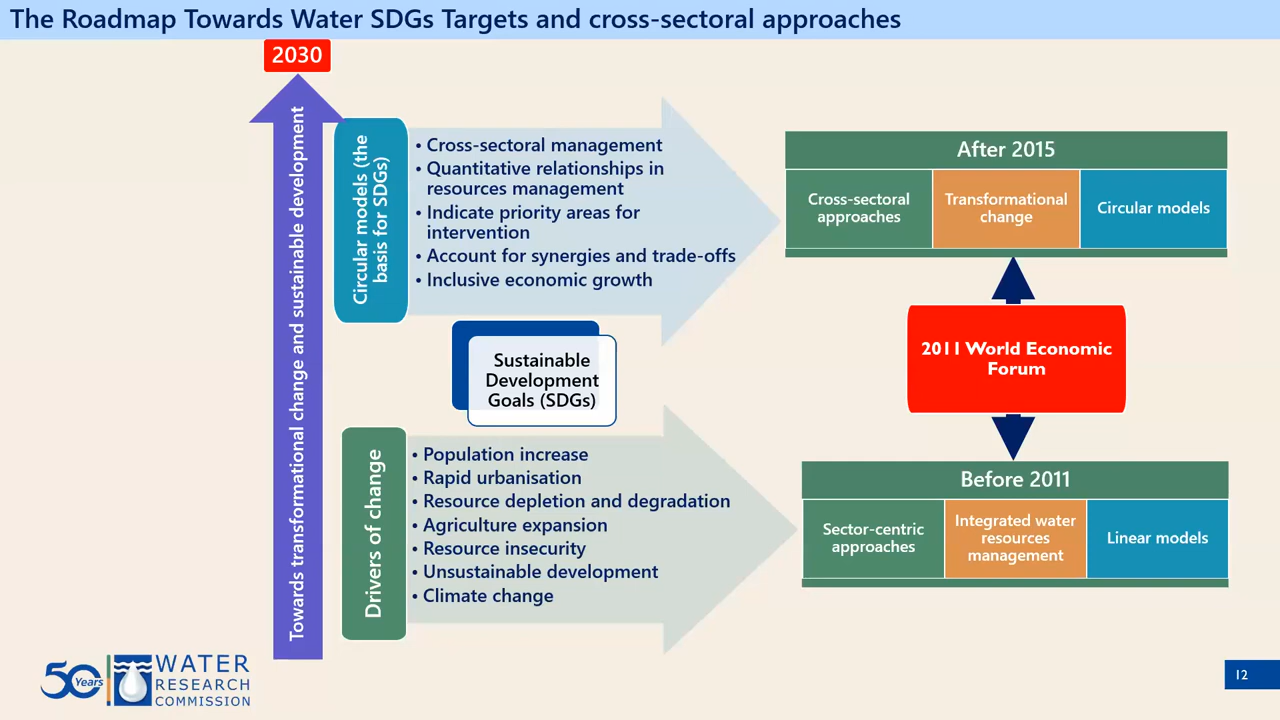 The Roadmap Towards Water SDGs Targets and cross-sectoral approaches
2030
Towards transformational change and sustainable development
Circular models (the
basis for SDGs)
• Cross-sectoral management
• Quantitative relationships in
resources management
• Indicate priority areas for
intervention
• Account for synergies and trade-offs
• Inclusive economic growth
After 2015
Cross-sectoral
approaches
Transformational
change
Circular models
2011 World Economic
Forum
Sustainable
Development
Goals (SDGs)
Drivers of change
• Population increase
• Rapid urbanisation
• Resource depletion and degradation
• Agriculture expansion
• Resource insecurity
• Unsustainable development
• Climate change
Before 2011
Sector-centric
approaches
Integrated water
resources
management
Linear models
50 Years
WATER
RESEARCH
COMMISSION
12